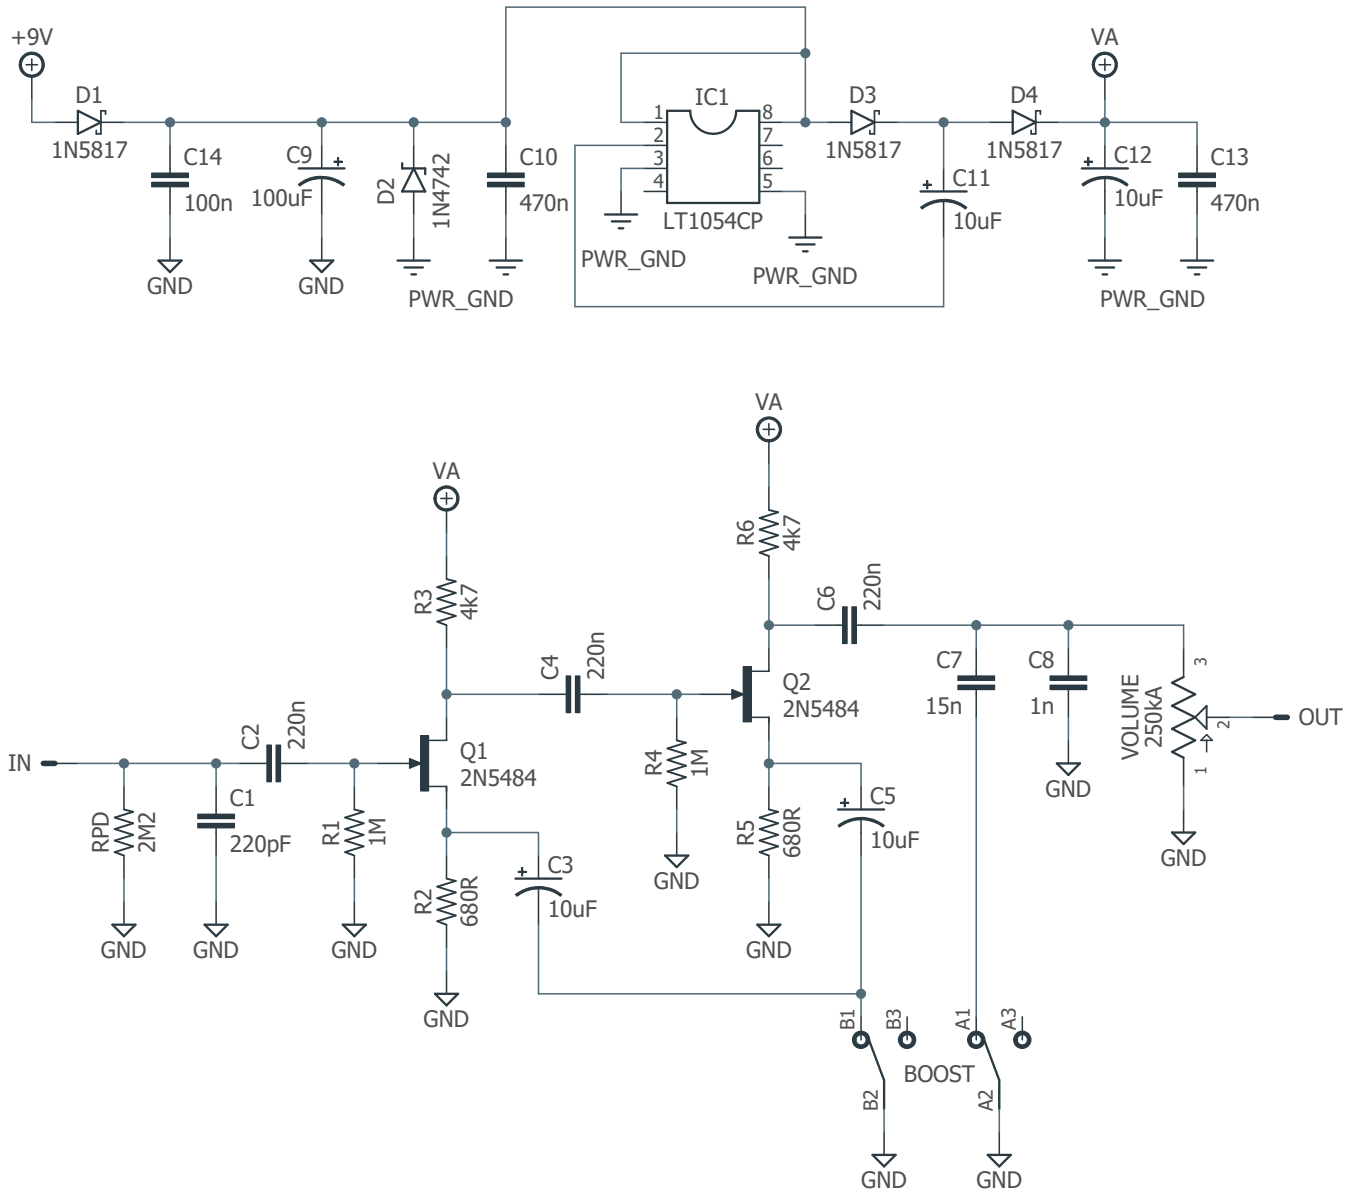 +9V
D1
1N5817
C14
100n
GND
C9
100uF
GND
D2
1N4742
PWR_GND
C10
470n
IC1
1
2
3
4
8
7
6
5
LT1054CP
PWR_GND
PWR_GND
D3
1N5817
C11
10uF
D4
1N5817
VA
C12
10uF
C13
470n
PWR_GND
IN
RPD
2M2
GND
C1
220pF
GND
C2
220n
R1
1M
GND
VA
R3
4k7
Q1
2N5484
R2
680R
GND
C3
10uF
C4
220n
R4
1M
GND
VA
R6
4k7
Q2
2N5484
R5
680R
GND
C5
10uF
C6
220n
C7
15n
C8
1n
GND
VOLUME
250kA
3
2
1
GND
OUT
B1
B3
A1
A3
BOOST
B2
A2
GND
GND